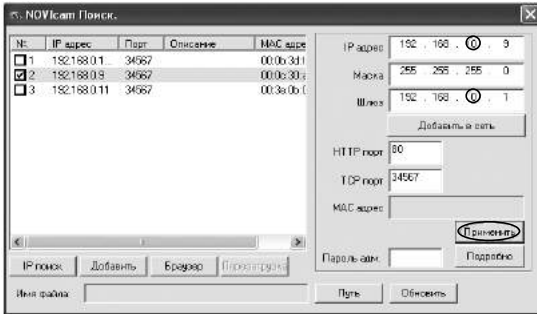 NOVIcam Поиск.
№ IP адрес Порт Описание MAC адре
1 192.168.0.1... 34567 00:0b:3d:
2 192.168.0.9 34567 00:0b:30:
3 192.168.0.11 34567 00:3e:0b:
IP поиск Добавить Браузер Перезагрузка
Имя файла:
IP адрес 192 . 168 . 0 . 9
Маска 255 . 255 . 255 . 0
Шлюз 192 . 168 . 0 . 1
Добавить в сеть
HTTP порт 80
TCP порт 34567
MAC адрес
Применить
Пароль адм. Подробно
Путь Обновить